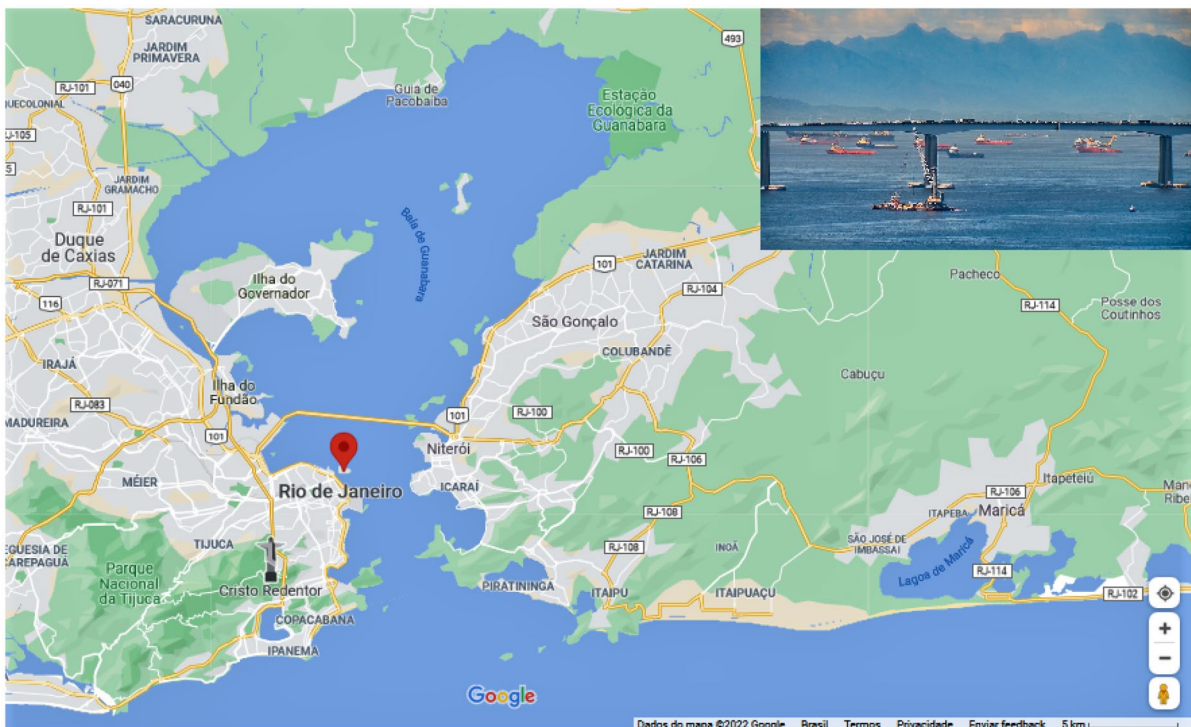 SARACURUNA
JARDIM
PRIMAVERA
493
RJ-101
040
Guia de
Pacobaíba
Estação
Ecológica da
Guanabara
RJ-105
JARDIM
GRAMACHO
RJ-101
Duque
de Caxias
Baía de Guanabara
JARDIM
CATARINA
101
Pacheco
RJ-071
Ilha do
Governador
RJ-104
116
RJ-114
Posse dos
Coutinhos
São Gonçalo
COLUBANDÊ
IRAJÁ
Cabuçu
Ilha do
Fundão
RJ-083
RJ-100
101
MADUREIRA
101
Niterói
RJ-100
RJ-106
MÉIER
Rio de Janeiro
ICARAÍ
Itapeteiú
RJ-106
RJ-108
ITAPEBA
Maricá
TIJUCA
RJ-108
INOÃ
SÃO JOSÉ DE
IMBASSAI
Parque
Nacional
da Tijuca
Lagoa de Maricá
RJ-114
Cristo Redentor
PIRATININGA
ITAIPU
ITAIPUAÇU
RJ-102
COPACABANA
IPANEMA
Google
Dados do mapa ©2022 Google Brasil Termos Privacidade Enviar feedback 5 km